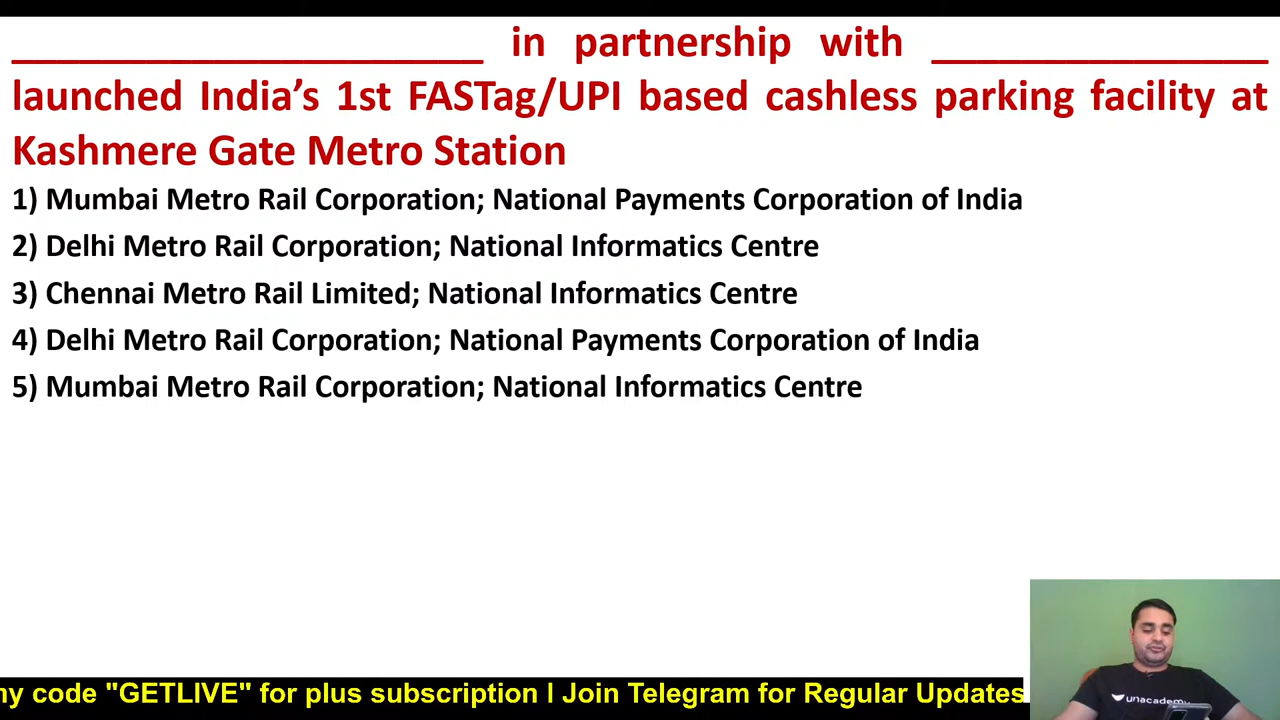 ____________________ in partnership with ______________
launched India's 1st FASTag/UPI based cashless parking facility at
Kashmere Gate Metro Station
1) Mumbai Metro Rail Corporation; National Payments Corporation of India
2) Delhi Metro Rail Corporation; National Informatics Centre
3) Chennai Metro Rail Limited; National Informatics Centre
4) Delhi Metro Rail Corporation; National Payments Corporation of India
5) Mumbai Metro Rail Corporation; National Informatics Centre
unacademy
code "GETLIVE" for plus subscription I Join Telegram for Regular Updates